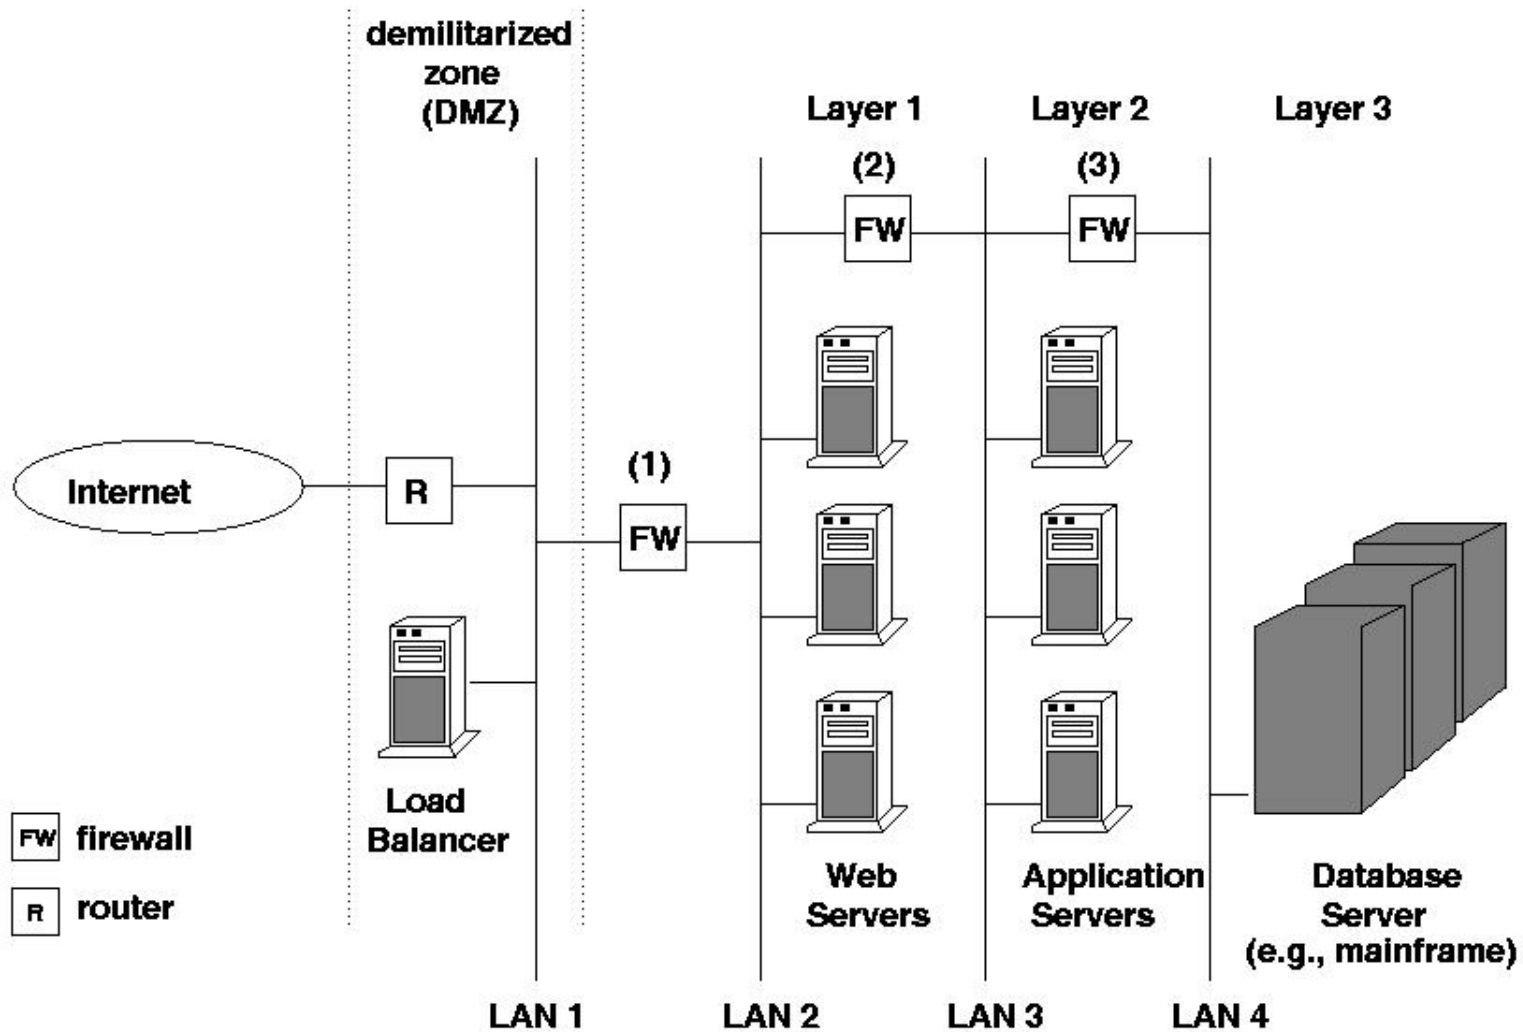 demilitarized
zone
(DMZ)
Layer 1
Layer 2
Layer 3
(2)
(3)
FW
FW
(1)
Internet
R
FW
Load
Balancer
FW firewall
R router
Web
Servers
Application
Servers
Database
Server
(e.g., mainframe)
LAN 1
LAN 2
LAN 3
LAN 4